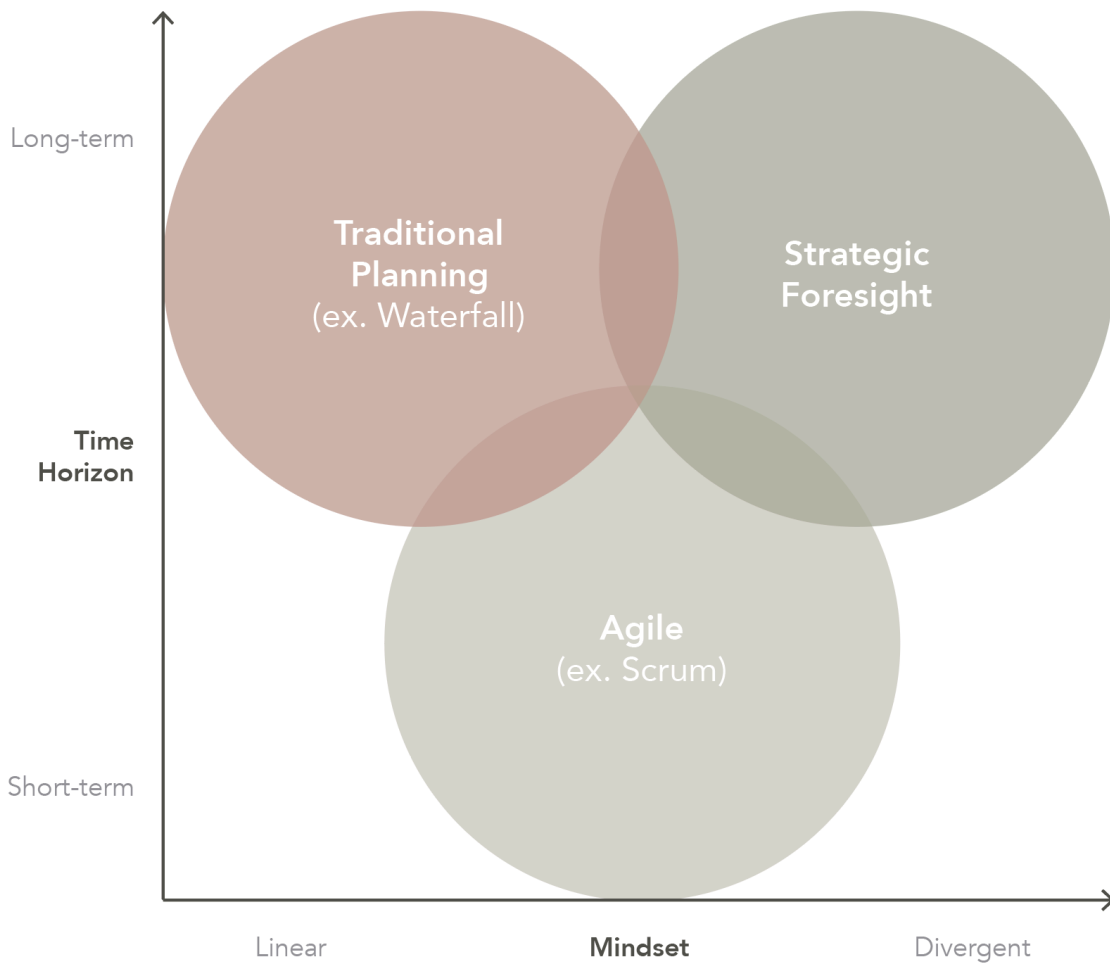 Long-term
Traditional
Planning
(ex. Waterfall)
Strategic
Foresight
Time
Horizon
Agile
(ex. Scrum)
Short-term
Linear
Mindset
Divergent